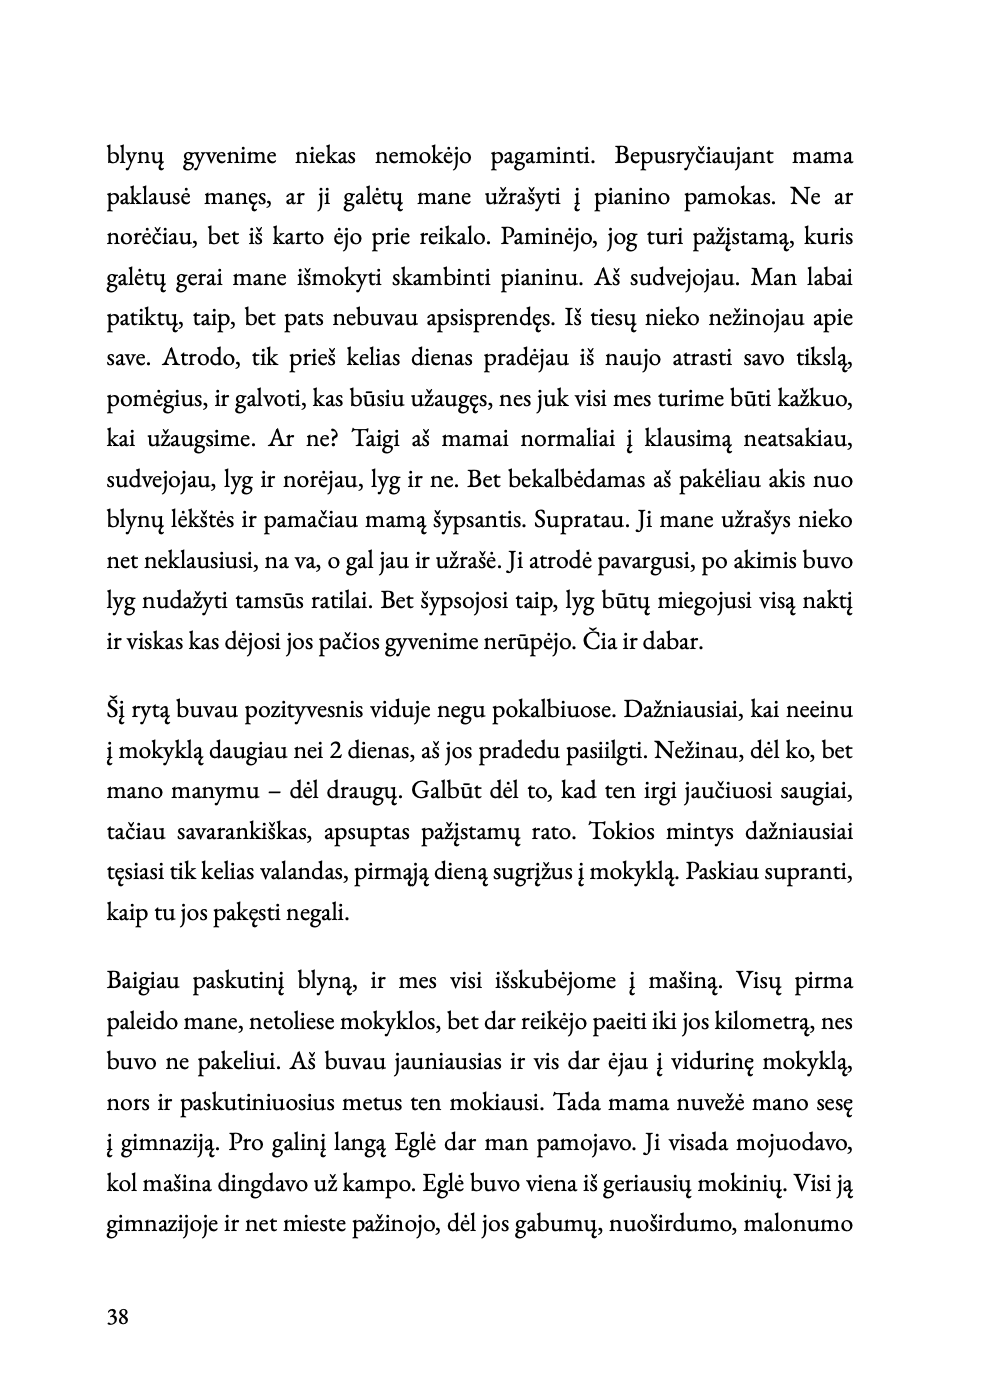 blynų gyvenime niekas nemokėjo pagaminti. Bepusryčiaujant mama
paklausė manęs, ar ji galėtų mane užrašyti į pianino pamokas. Ne ar
norėčiau, bet iš karto ėjo prie reikalo. Paminėjo, jog turi pažįstamą, kuris
galėtų gerai mane išmokyti skambinti pianinu. Aš sudvejojau. Man labai
patiktų, taip, bet pats nebuvau apsisprendęs. Iš tiesų nieko nežinojau apie
save. Atrodo, tik prieš kelias dienas pradėjau iš naujo atrasti savo tikslą,
pomėgius, ir galvoti, kas būsiu užaugęs, nes juk visi mes turime būti kažkuo,
kai užaugsime. Ar ne? Taigi aš mamai normaliai į klausimą neatsakiau,
sudvejojau, lyg ir norėjau, lyg ir ne. Bet bekalbėdamas aš pakėliau akis nuo
blynų lėkštės ir pamačiau mamą šypsantis. Supratau. Ji mane užrašys nieko
net neklausiusi, na va, o gal jau ir užrašė. Ji atrodė pavargusi, po akimis buvo
lyg nudažyti tamsūs ratilai. Bet šypsojosi taip, lyg būtų miegojusi visą naktį
ir viskas kas dėjosi jos pačios gyvenime nerūpėjo. Čia ir dabar.
Šį rytą buvau pozityvesnis viduje negu pokalbiuose. Dažniausiai, kai neeinu
į mokyklą daugiau nei 2 dienas, aš jos pradedu pasiilgti. Nežinau, dėl ko, bet
mano manymu – dėl draugų. Galbūt dėl to, kad ten irgi jaučiuosi saugiai,
tačiau savarankiškas, apsuptas pažįstamų rato. Tokios mintys dažniausiai
tęsiasi tik kelias valandas, pirmąją dieną sugrįžus į mokyklą. Paskiau supranti,
kaip tu jos pakęsti negali.
Baigiau paskutinį blyną, ir mes visi išskubėjome į mašiną. Visų pirma
paleido mane, netoliese mokyklos, bet dar reikėjo paeiti iki jos kilometrą, nes
buvo ne pakeliui. Aš buvau jauniausias ir vis dar ėjau į vidurinę mokyklą,
nors ir paskutiniuosius metus ten mokiausi. Tada mama nuvežė mano sesę
į gimnaziją. Pro galinį langą Eglė dar man pamojavo. Ji visada mojuodavo,
kol mašina dingdavo už kampo. Eglė buvo viena iš geriausių mokinių. Visi ją
gimnazijoje ir net mieste pažinojo, dėl jos gabumų, nuoširdumo, malonumo
38